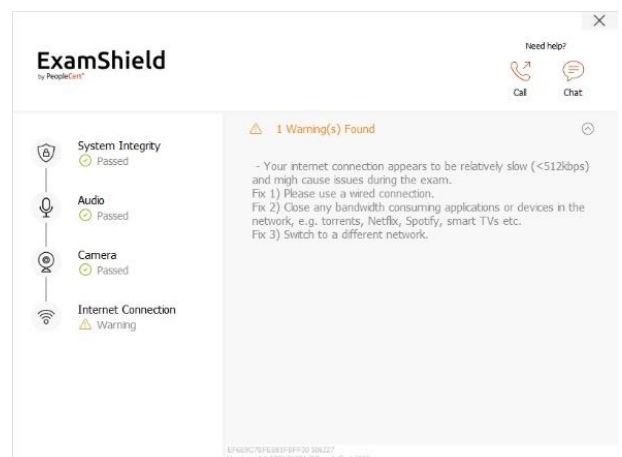 Need help?
ExamShield
by PeopleCert
Call Chat
1 Warning(s) Found
System Integrity
Passed
- Your internet connection appears to be relatively slow (<512kbps)
and migh cause issues during the exam.
Fix 1) Please use a wired connection.
Fix 2) Close any bandwidth consuming applications or devices in the
network, e.g. torrents, Netflix, Spotify, smart TVs etc.
Fix 3) Switch to a different network.
Audio
Passed
Camera
Passed
Internet Connection
Warning